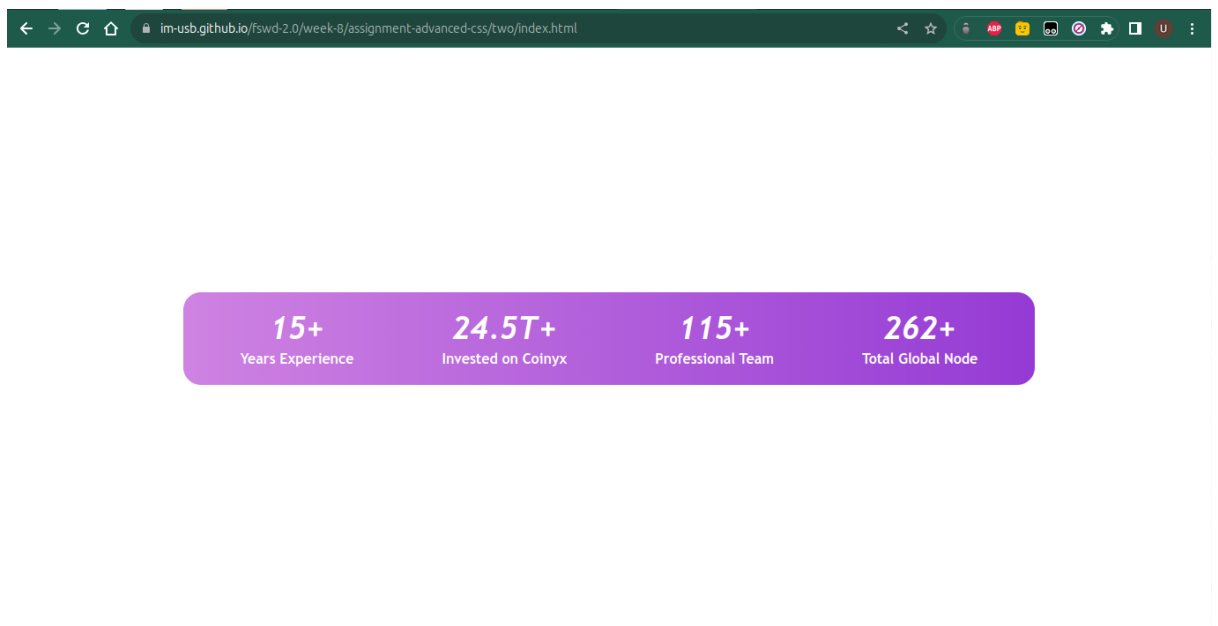 im-usb.github.io/fswd-2.0/week-8/assignment-advanced-css/two/index.html
ABP
U
15+
Years Experience
24.5T+
Invested on Coinyx
115+
Professional Team
262+
Total Global Node